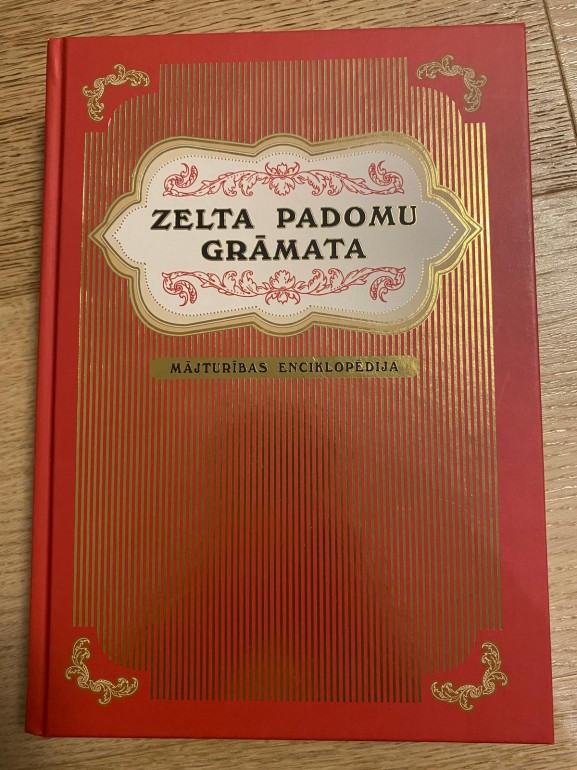 ZELTA PADOMU
GRĀMATA
MĀJTURĪBAS ENCIKLOPĒDIJA